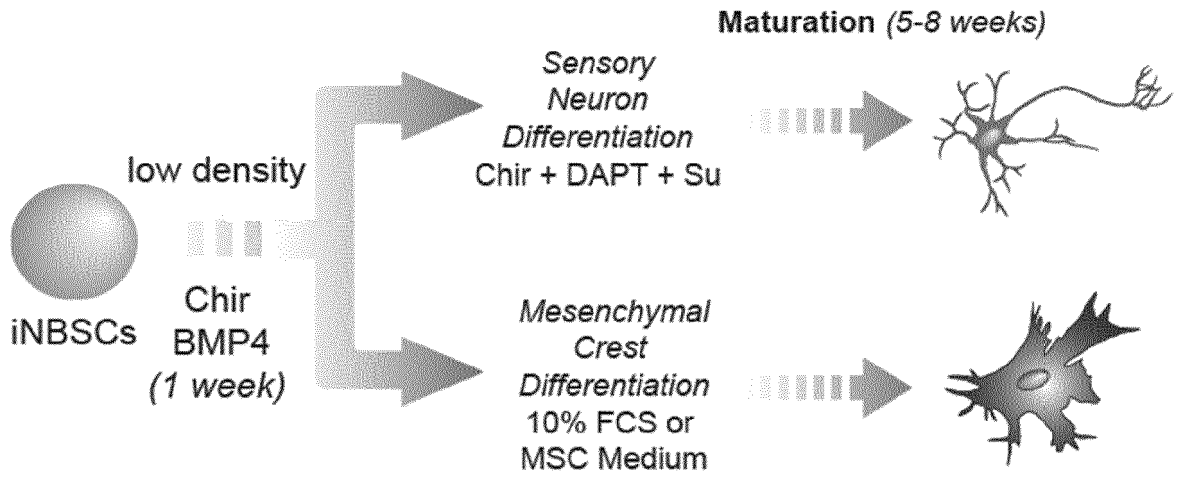 Maturation (5-8 weeks)
Sensory
Neuron
Differentiation
Chir + DAPT + Su
low density
iNBSCs
Chir
BMP4
(1 week)
Mesenchymal
Crest
Differentiation
10% FCS or
MSC Medium